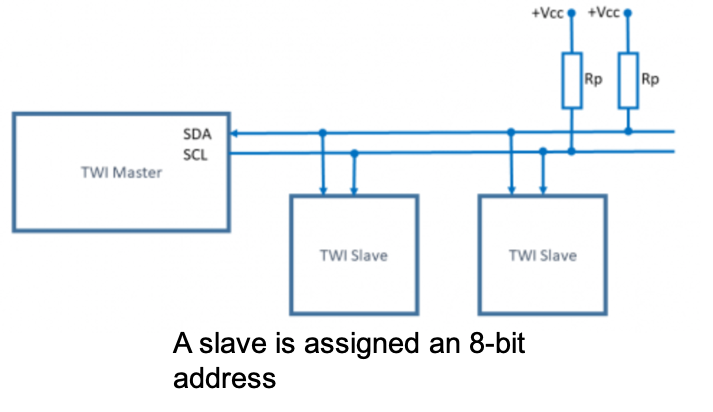 +Vcc +Vcc
Rp Rp
SDA
SCL
TWI Master
TWI Slave TWI Slave
A slave is assigned an 8-bit
address